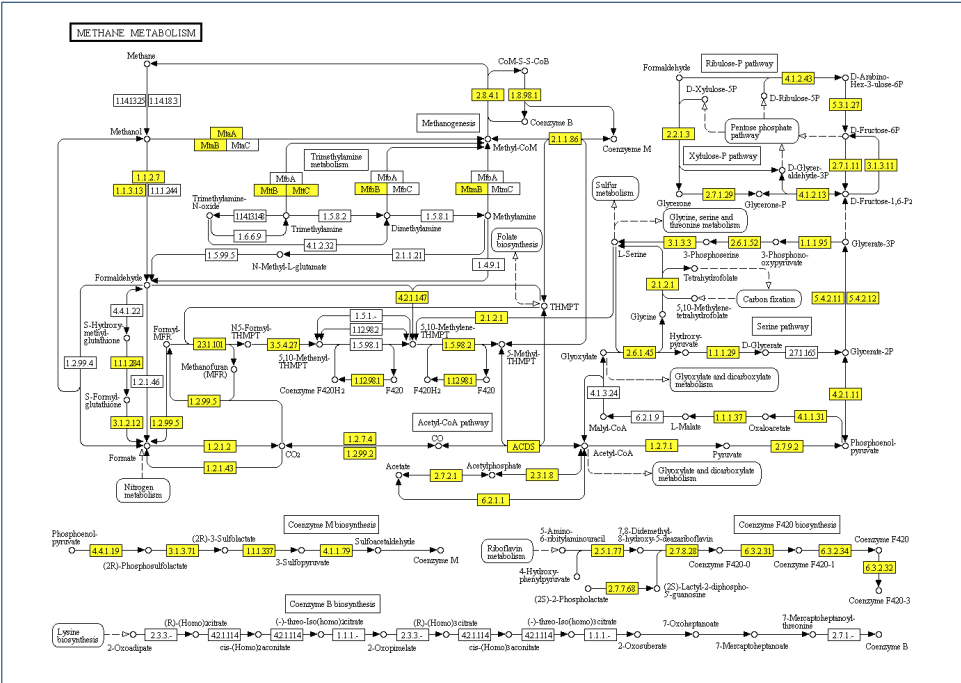 METHANE METABOLISM
Methane
CoM-S-S-CoB
Formaldehyde
Ribulose-P pathway
4.1.2.43
D-Arabino-
Hex-3-ulose-6P
1.14.13.25
1.14.18.3
2.8.4.1
1.8.98.1
D-Xylulose-5P
D-Ribulose-5P
5.3.1.27
Methanogenesis
Coenzyme B
Methanol
MtaA
MtaB
MtaC
Methyl-CoM
2.1.1.86
Coenzyeme M
2.2.1.3
Pentose phosphate
pathway
D-Fructose-6P
Xylulose-P pathway
1.1.2.7
1.1.3.13
1.1.1.244
Trimethylamine
metabolism
MtbA
MttB
MttC
MtbA
MtbB
MtbC
MtbA
MtmB
MtmC
Sulfur
metabolism
D-Glycer-
aldehyde-3P
2.7.1.11
3.1.3.11
2.7.1.29
4.1.2.13
Glycerone
Glycerone-P
D-Fructose-1,6-P2
Trimethylamine-
N-oxide
1.14.13.148
1.5.8.2
1.5.8.1
Methylamine
1.6.6.9
Trimethylamine
Dimethylamine
4.1.2.32
Glycine, serine and
threonine metabolism
Folate
biosynthesis
1.5.99.5
N-Methyl-L-glutamate
2.1.1.21
1.4.9.1
3.1.3.3
2.6.1.52
1.1.1.95
Glycerate-3P
L-Serine
3-Phosphoserine
3-Phosphono-
oxypyruvate
Formaldehyde
Tetrahydrofolate
2.1.2.1
4.2.1.147
THMPT
Carbon fixation
5.4.2.11
5.4.2.12
5,10-Methylene-
tetrahydrofolate
4.4.1.22
2.1.2.1
Glycine
Serine pathway
S-Hydroxy-
methyl-
glutathione
Formyl-
MFR
N5-Formyl-
THMPT
1.5.1.-
1.12.98.2
1.5.98.1
5,10-Methylene-
THMPT
Hydroxy-
pyruvate
2.3.1.101
3.5.4.27
1.5.98.2
Glyoxylate
2.6.1.45
1.1.1.29
D-Glycerate
2.7.1.165
Glycerate-2P
5,10-Methenyl-
THMPT
5-Methyl-
THMPT
1.2.99.4
1.1.1.284
Methanofuran
(MFR)
1.12.98.1
1.12.98.1
Glyoxylate and dicarboxylate
metabolism
1.2.1.46
Coenzyme F420H2
F420
F420H2
F420
S-Formyl-
glutathione
1.2.99.5
4.1.3.24
4.2.1.11
3.1.2.12
1.2.99.5
Acetyl-CoA pathway
6.2.1.9
1.1.1.37
4.1.1.31
Malyl-CoA
L-Malate
Oxaloacetate
1.2.1.2
1.2.7.4
1.2.99.2
CO
ACDS
1.2.7.1
2.7.9.2
Phosphoenol-
pyruvate
Formate
CO2
Acetyl-CoA
Pyruvate
1.2.1.43
Acetate
Acetylphosphate
2.7.2.1
2.3.1.8
Glyoxylate and dicarboxylate
metabolism
Nitrogen
metabolism
6.2.1.1
Coenzyme M biosynthesis
Phosphoenol-
pyruvate
4.4.1.19
(2R)-3-Sulfolactate
3.1.3.71
1.1.1.337
4.1.1.79
Sulfoacetaldehyde
(2R)-Phosphosulfolactate
3-Sulfopyruvate
Coenzyme M
5-Amino-
6-ribitylaminouracil
7,8-Didemethyl-
8-hydroxy-5-deazariboflavin
Coenzyme F420 biosynthesis
Riboflavin
metabolism
2.5.1.77
2.7.8.28
6.3.2.31
6.3.2.34
Coenzyme F420
Coenzyme F420-0
Coenzyme F420-1
6.3.2.32
4-Hydroxy-
phenylpyruvate
2.7.7.68
(2S)-2-Phospholactate
(2S)-Lactyl-2-diphospho-
5-guanosine
Coenzyme F420-3
Coenzyme B biosynthesis
Lysine
biosynthesis
(R)-(Homo)2citrate
(-)-threo-Iso(homo)2citrate
(R)-(Homo)3citrate
(-)-threo-Iso(homo)3citrate
7-Oxoheptanoate
7-Mercaptoheptanoyl-
threonine
2.3.3.-
4.2.1.114
4.2.1.114
1.1.1.-
2.3.3.-
4.2.1.114
4.2.1.114
1.1.1.-
2.7.1.-
2-Oxoadipate
cis-(Homo)2aconitate
2-Oxopimelate
cis-(Homo)3aconitate
2-Oxosuberate
7-Mercaptoheptanoate
Coenzyme B